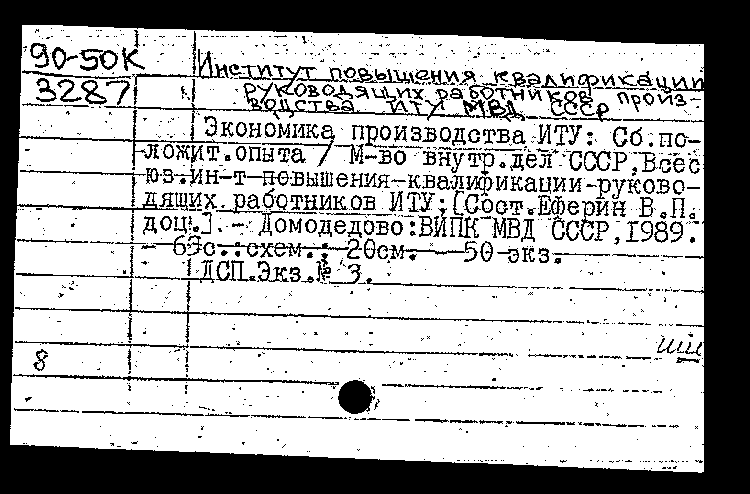 90-50К
3287
Институт повышения квалификации
руководящих работников произ-
водства ИТУ МВД СССР
Экономика производства ИТУ: Сб.по-
ложит.опыта / М-во внутр.дел СССР,Всес
юз.ин-т повышения квалификации руково-
дящих работников ИТУ;[Сост.Еферин В.П.
доц.]. - Домодедово:ВИПК МВД СССР,1989.
- 69с.:схем.; 20см. 50 экз.
ДСП.Экз.№ 3.
8